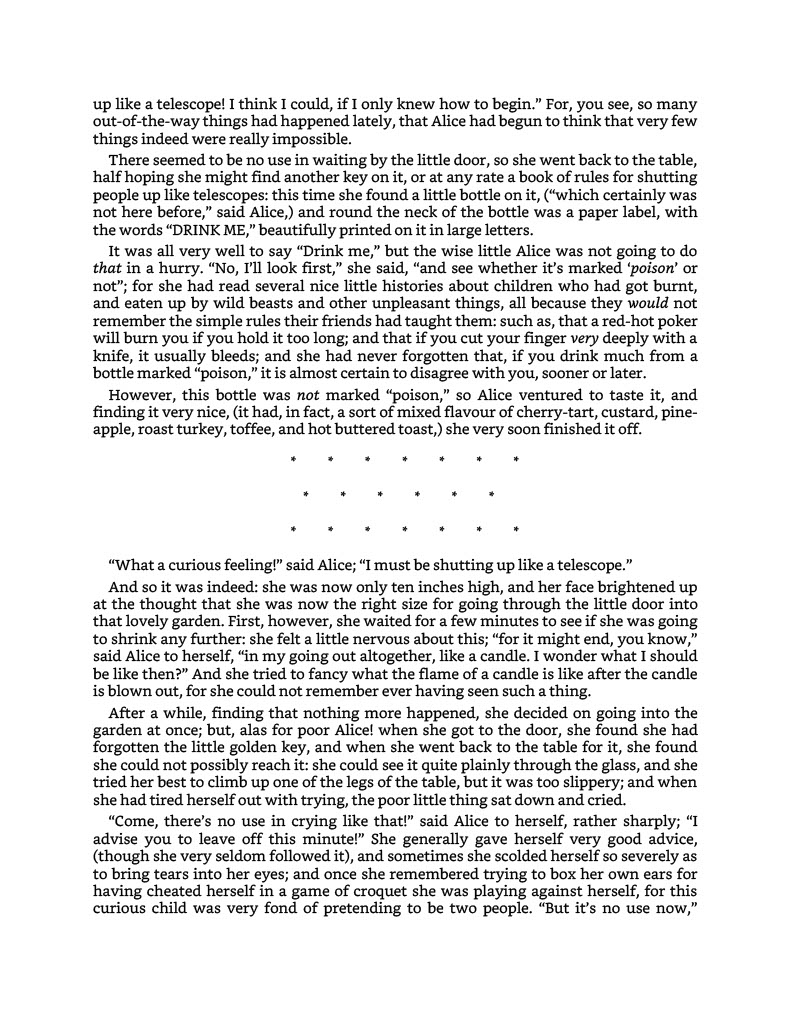 up like a telescope! I think I could, if I only knew how to begin.” For, you see, so many
out-of-the-way things had happened lately, that Alice had begun to think that very few
things indeed were really impossible.
There seemed to be no use in waiting by the little door, so she went back to the table,
half hoping she might find another key on it, or at any rate a book of rules for shutting
people up like telescopes: this time she found a little bottle on it, (“which certainly was
not here before,” said Alice,) and round the neck of the bottle was a paper label, with
the words “DRINK ME,” beautifully printed on it in large letters.
It was all very well to say “Drink me,” but the wise little Alice was not going to do
that in a hurry. “No, I’ll look first,” she said, “and see whether it’s marked ‘poison’ or
not”; for she had read several nice little histories about children who had got burnt,
and eaten up by wild beasts and other unpleasant things, all because they would not
remember the simple rules their friends had taught them: such as, that a red-hot poker
will burn you if you hold it too long; and that if you cut your finger very deeply with a
knife, it usually bleeds; and she had never forgotten that, if you drink much from a
bottle marked “poison,” it is almost certain to disagree with you, sooner or later.
However, this bottle was not marked “poison,” so Alice ventured to taste it, and
finding it very nice, (it had, in fact, a sort of mixed flavour of cherry-tart, custard, pine-
apple, roast turkey, toffee, and hot buttered toast,) she very soon finished it off.
* * * * * * *
* * * * * *
* * * * * * *
“What a curious feeling!” said Alice; “I must be shutting up like a telescope.”
And so it was indeed: she was now only ten inches high, and her face brightened up
at the thought that she was now the right size for going through the little door into
that lovely garden. First, however, she waited for a few minutes to see if she was going
to shrink any further: she felt a little nervous about this; “for it might end, you know,”
said Alice to herself, “in my going out altogether, like a candle. I wonder what I should
be like then?” And she tried to fancy what the flame of a candle is like after the candle
is blown out, for she could not remember ever having seen such a thing.
After a while, finding that nothing more happened, she decided on going into the
garden at once; but, alas for poor Alice! when she got to the door, she found she had
forgotten the little golden key, and when she went back to the table for it, she found
she could not possibly reach it: she could see it quite plainly through the glass, and she
tried her best to climb up one of the legs of the table, but it was too slippery; and when
she had tired herself out with trying, the poor little thing sat down and cried.
“Come, there’s no use in crying like that!” said Alice to herself, rather sharply; “I
advise you to leave off this minute!” She generally gave herself very good advice,
(though she very seldom followed it), and sometimes she scolded herself so severely as
to bring tears into her eyes; and once she remembered trying to box her own ears for
having cheated herself in a game of croquet she was playing against herself, for this
curious child was very fond of pretending to be two people. “But it’s no use now,”